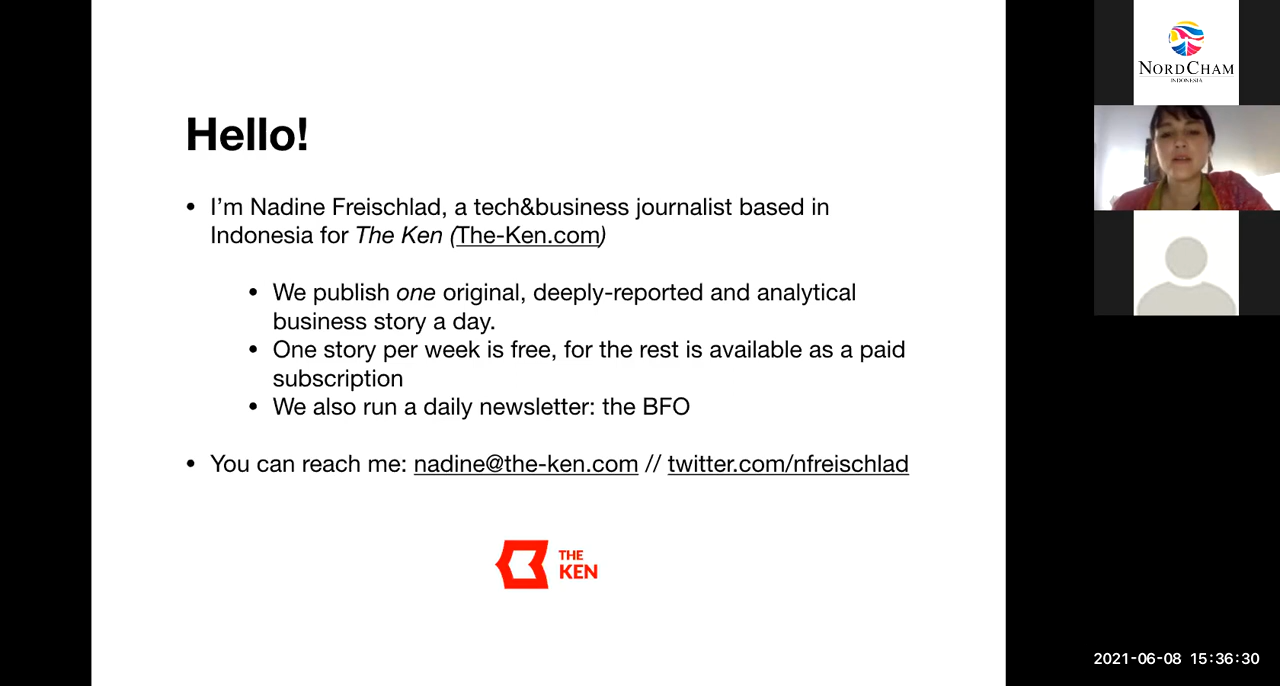 Hello!
• I’m Nadine Freischlad, a tech&business journalist based in
Indonesia for The Ken (The-Ken.com)
• We publish one original, deeply-reported and analytical
business story a day.
• One story per week is free, for the rest is available as a paid
subscription
• We also run a daily newsletter: the BFO
• You can reach me: nadine@the-ken.com // twitter.com/nfreischlad
THE
KEN
NORDCHAM
INDONESIA
2021-06-08 15:36:30